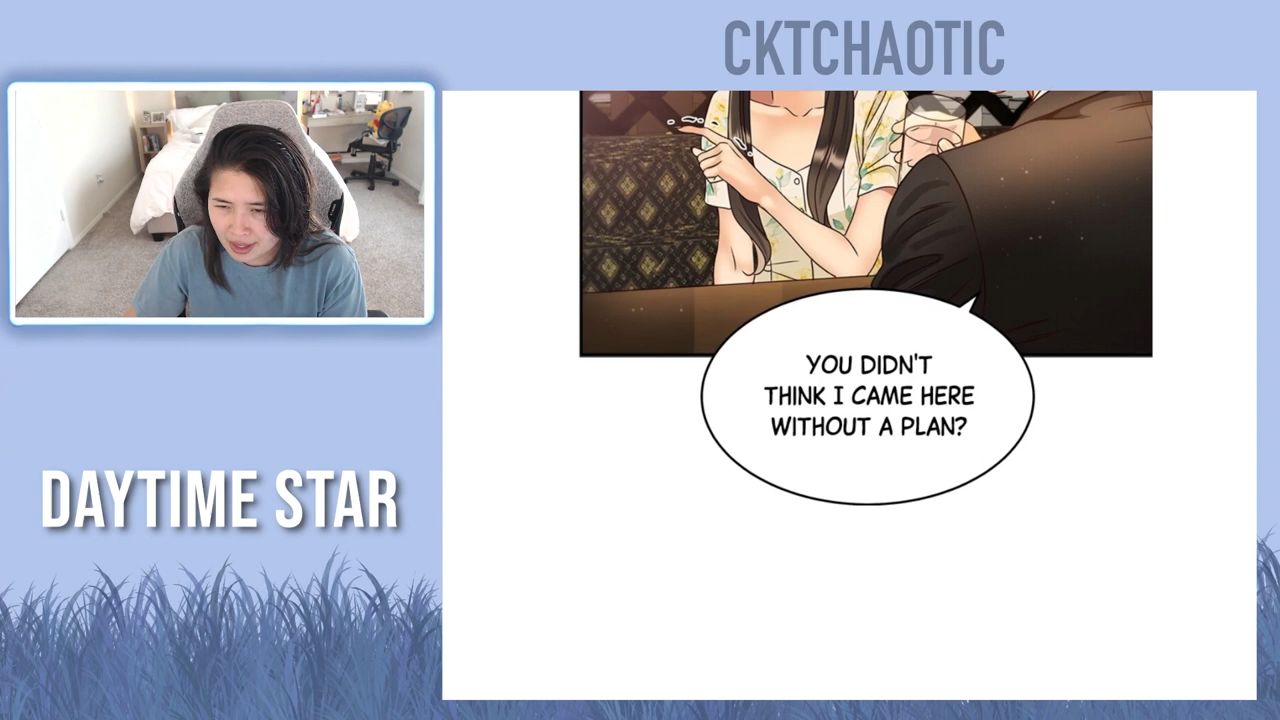 CKTCHAOTIC
YOU DIDN'T
THINK I CAME HERE
WITHOUT A PLAN?
DAYTIME STAR